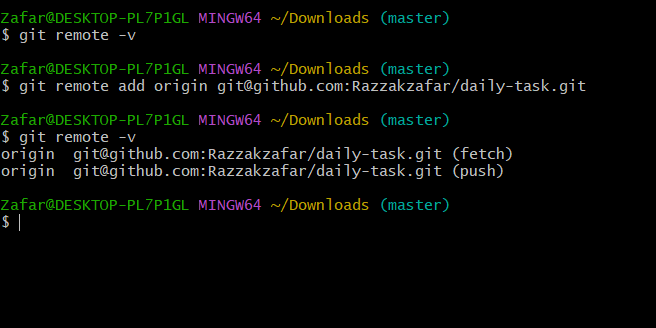 Zafar@DESKTOP-PL7P1GL MINGW64 ~/Downloads (master)
$ git remote -v
Zafar@DESKTOP-PL7P1GL MINGW64 ~/Downloads (master)
$ git remote add origin git@github.com:Razzakzafar/daily-task.git
Zafar@DESKTOP-PL7P1GL MINGW64 ~/Downloads (master)
$ git remote -v
origin  git@github.com:Razzakzafar/daily-task.git (fetch)
origin  git@github.com:Razzakzafar/daily-task.git (push)
Zafar@DESKTOP-PL7P1GL MINGW64 ~/Downloads (master)
$